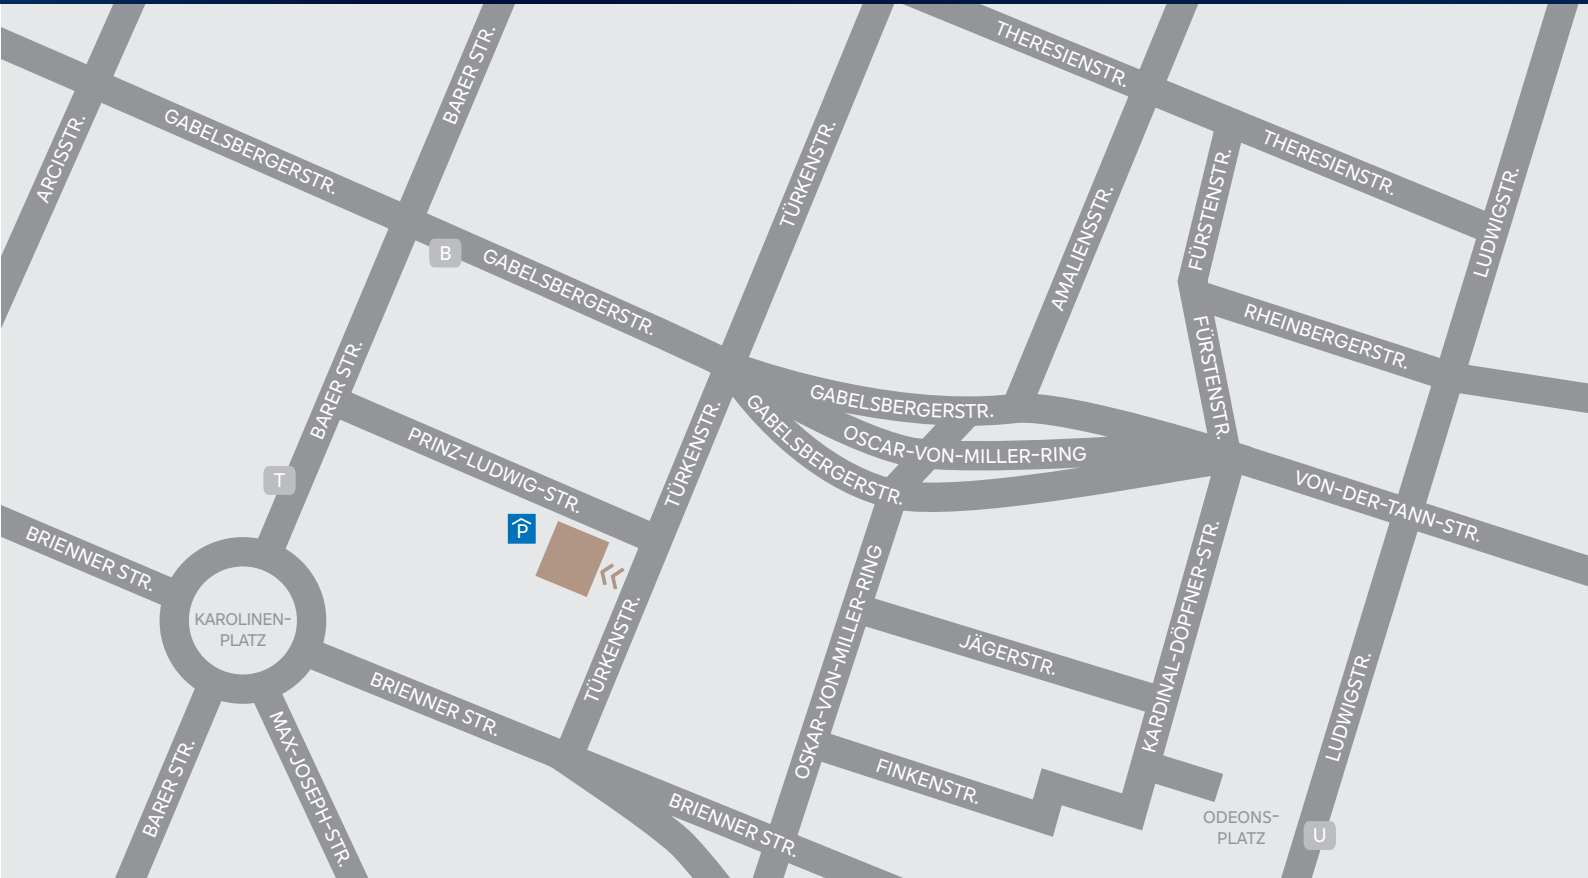 THERESIENSTR.
BARER STR.
GABELSBERGERSTR.
ARCISSTR.
TÜRKENSTR.
THERESIENSTR.
FÜRSTENSTR.
LUDWIGSTR.
AMALIENSSTR.
B
GABELSBERGERSTR.
RHEINBERGERSTR.
FÜRSTENSTR.
BARER STR.
GABELSBERGERSTR.
OSCAR-VON-MILLER-RING
GABELSBERGERSTR.
TÜRKENSTR.
PRINZ-LUDWIG-STR.
T
VON-DER-TANN-STR.
P
BRIENNER STR.
KAROLINEN-
PLATZ
TÜRKENSTR.
OSKAR-VON-MILLER-RING
JÄGERSTR.
KARDINAL-DÖPFNER-STR.
LUDWIGSTR.
BRIENNER STR.
BARER STR.
MAX-JOSEPH-STR.
FINKENSTR.
BRIENNER STR.
ODEONS-
PLATZ
U